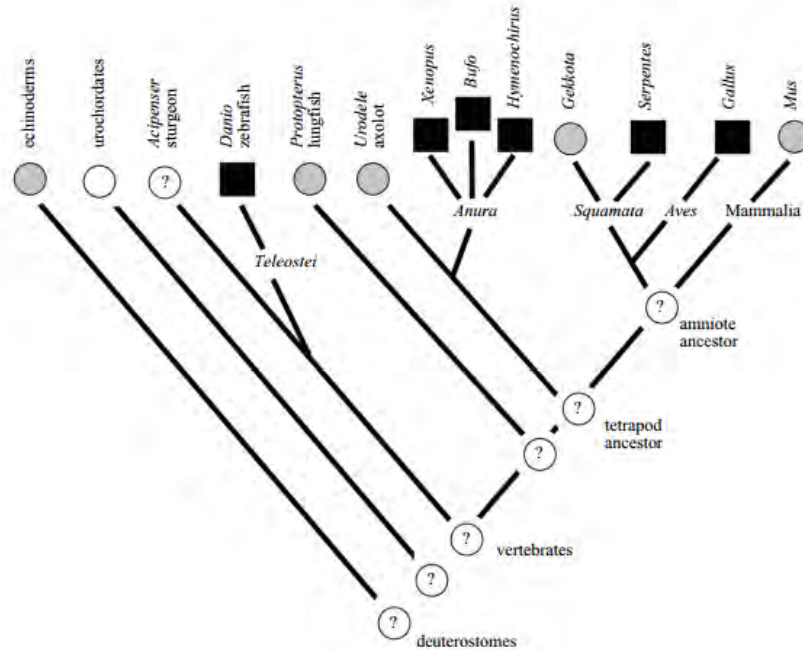 echinoderms
urochordates
Acipenser
sturgeon
Danio
zebrafish
Protopterus
lungfish
Urodele
axolot
Xenopus
Bufo
Hymenochirus
Gekkota
Serpentes
Gallus
Mus
?
Anura
Squamata
Aves
Mammalia
Teleostei
?
amniote
ancestor
?
tetrapod
ancestor
?
?
vertebrates
?
?
deuterostomes